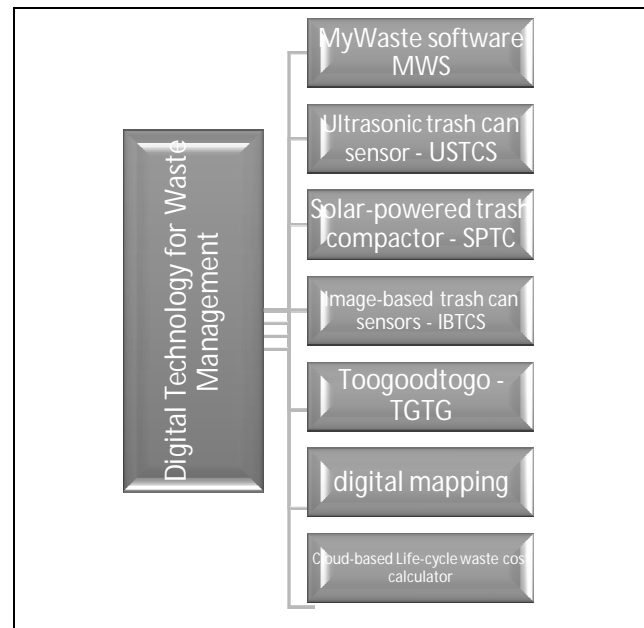 Digital Technology for Waste
Management
MyWaste software
MWS
Ultrasonic trash can
sensor - USTCS
Solar-powered trash
compactor - SPTC
Image-based trash can
sensors - IBTCS
Toogoodtogo -
TGTG
digital mapping
Cloud-based Life-cycle waste cost
calculator